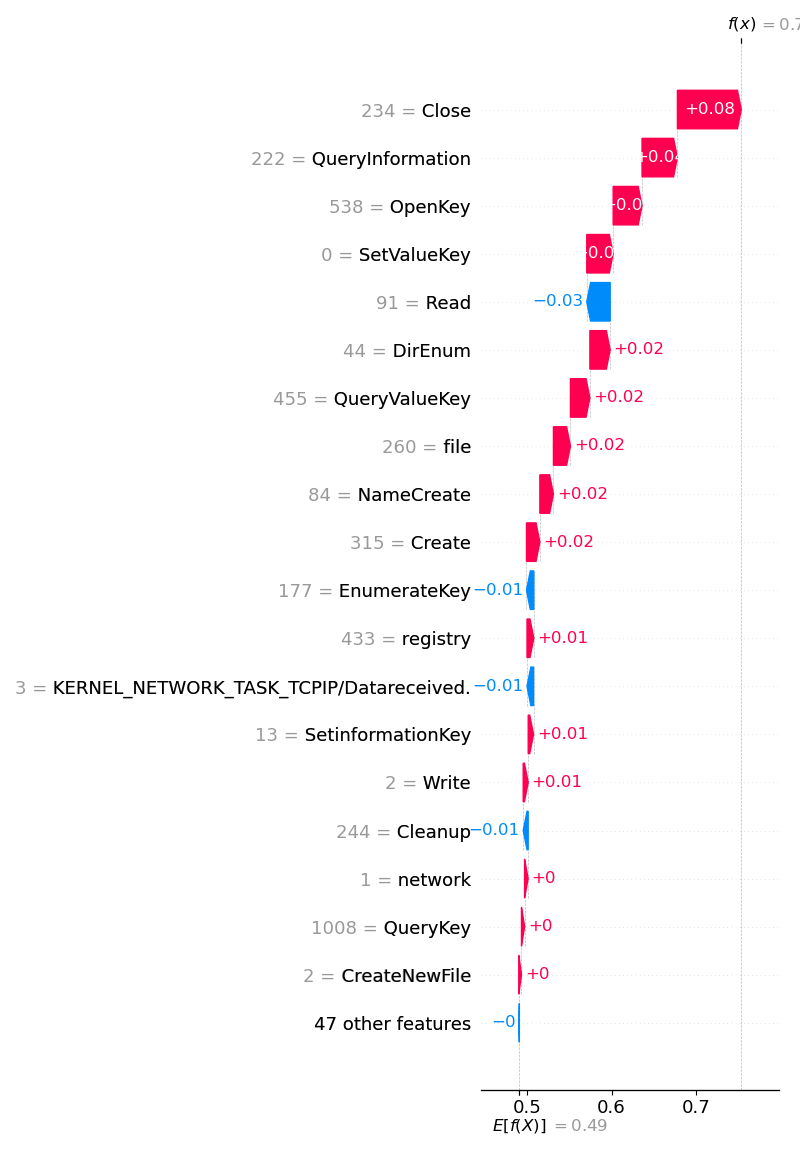 f(x) = 0.7
234 = Close +0.08
222 = QueryInformation +0.04
538 = OpenKey
0 = SetValueKey
91 = Read −0.03
44 = DirEnum +0.02
455 = QueryValueKey +0.02
260 = file +0.02
84 = NameCreate +0.02
315 = Create +0.02
177 = EnumerateKey −0.01
433 = registry +0.01
3 = KERNEL_NETWORK_TASK_TCPIP/Datareceived. −0.01
13 = SetinformationKey +0.01
2 = Write +0.01
244 = Cleanup −0.01
1 = network +0
1008 = QueryKey +0
2 = CreateNewFile +0
47 other features −0
0.5 0.6 0.7
E[f(X)] = 0.49